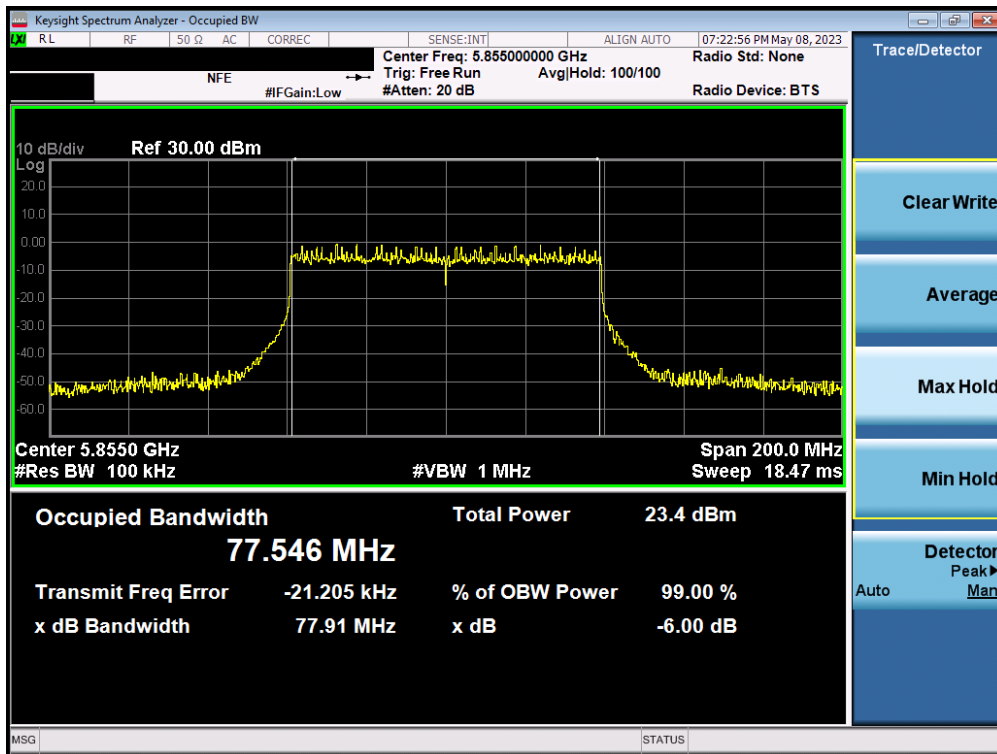 Keysight Spectrum Analyzer - Occupied BW
LXI RL RF 50 Ω AC CORREC SENSE:INT ALIGN AUTO 07:22:56 PM May 08, 2023
Center Freq: 5.855000000 GHz Radio Std: None
NFE Trig: Free Run Avg|Hold: 100/100
#IFGain:Low #Atten: 20 dB Radio Device: BTS
Trace/Detector
10 dB/div Ref 30.00 dBm
Log
20.0
10.0
0.00
-10.0
-20.0
-30.0
-40.0
-50.0
-60.0
Center 5.8550 GHz Span 200.0 MHz
#Res BW 100 kHz #VBW 1 MHz Sweep 18.47 ms
Occupied Bandwidth Total Power 23.4 dBm
77.546 MHz
Transmit Freq Error -21.205 kHz % of OBW Power 99.00 %
x dB Bandwidth 77.91 MHz x dB -6.00 dB
Clear Write
Average
Max Hold
Min Hold
Detector
Peak▶
Auto Man
MSG STATUS